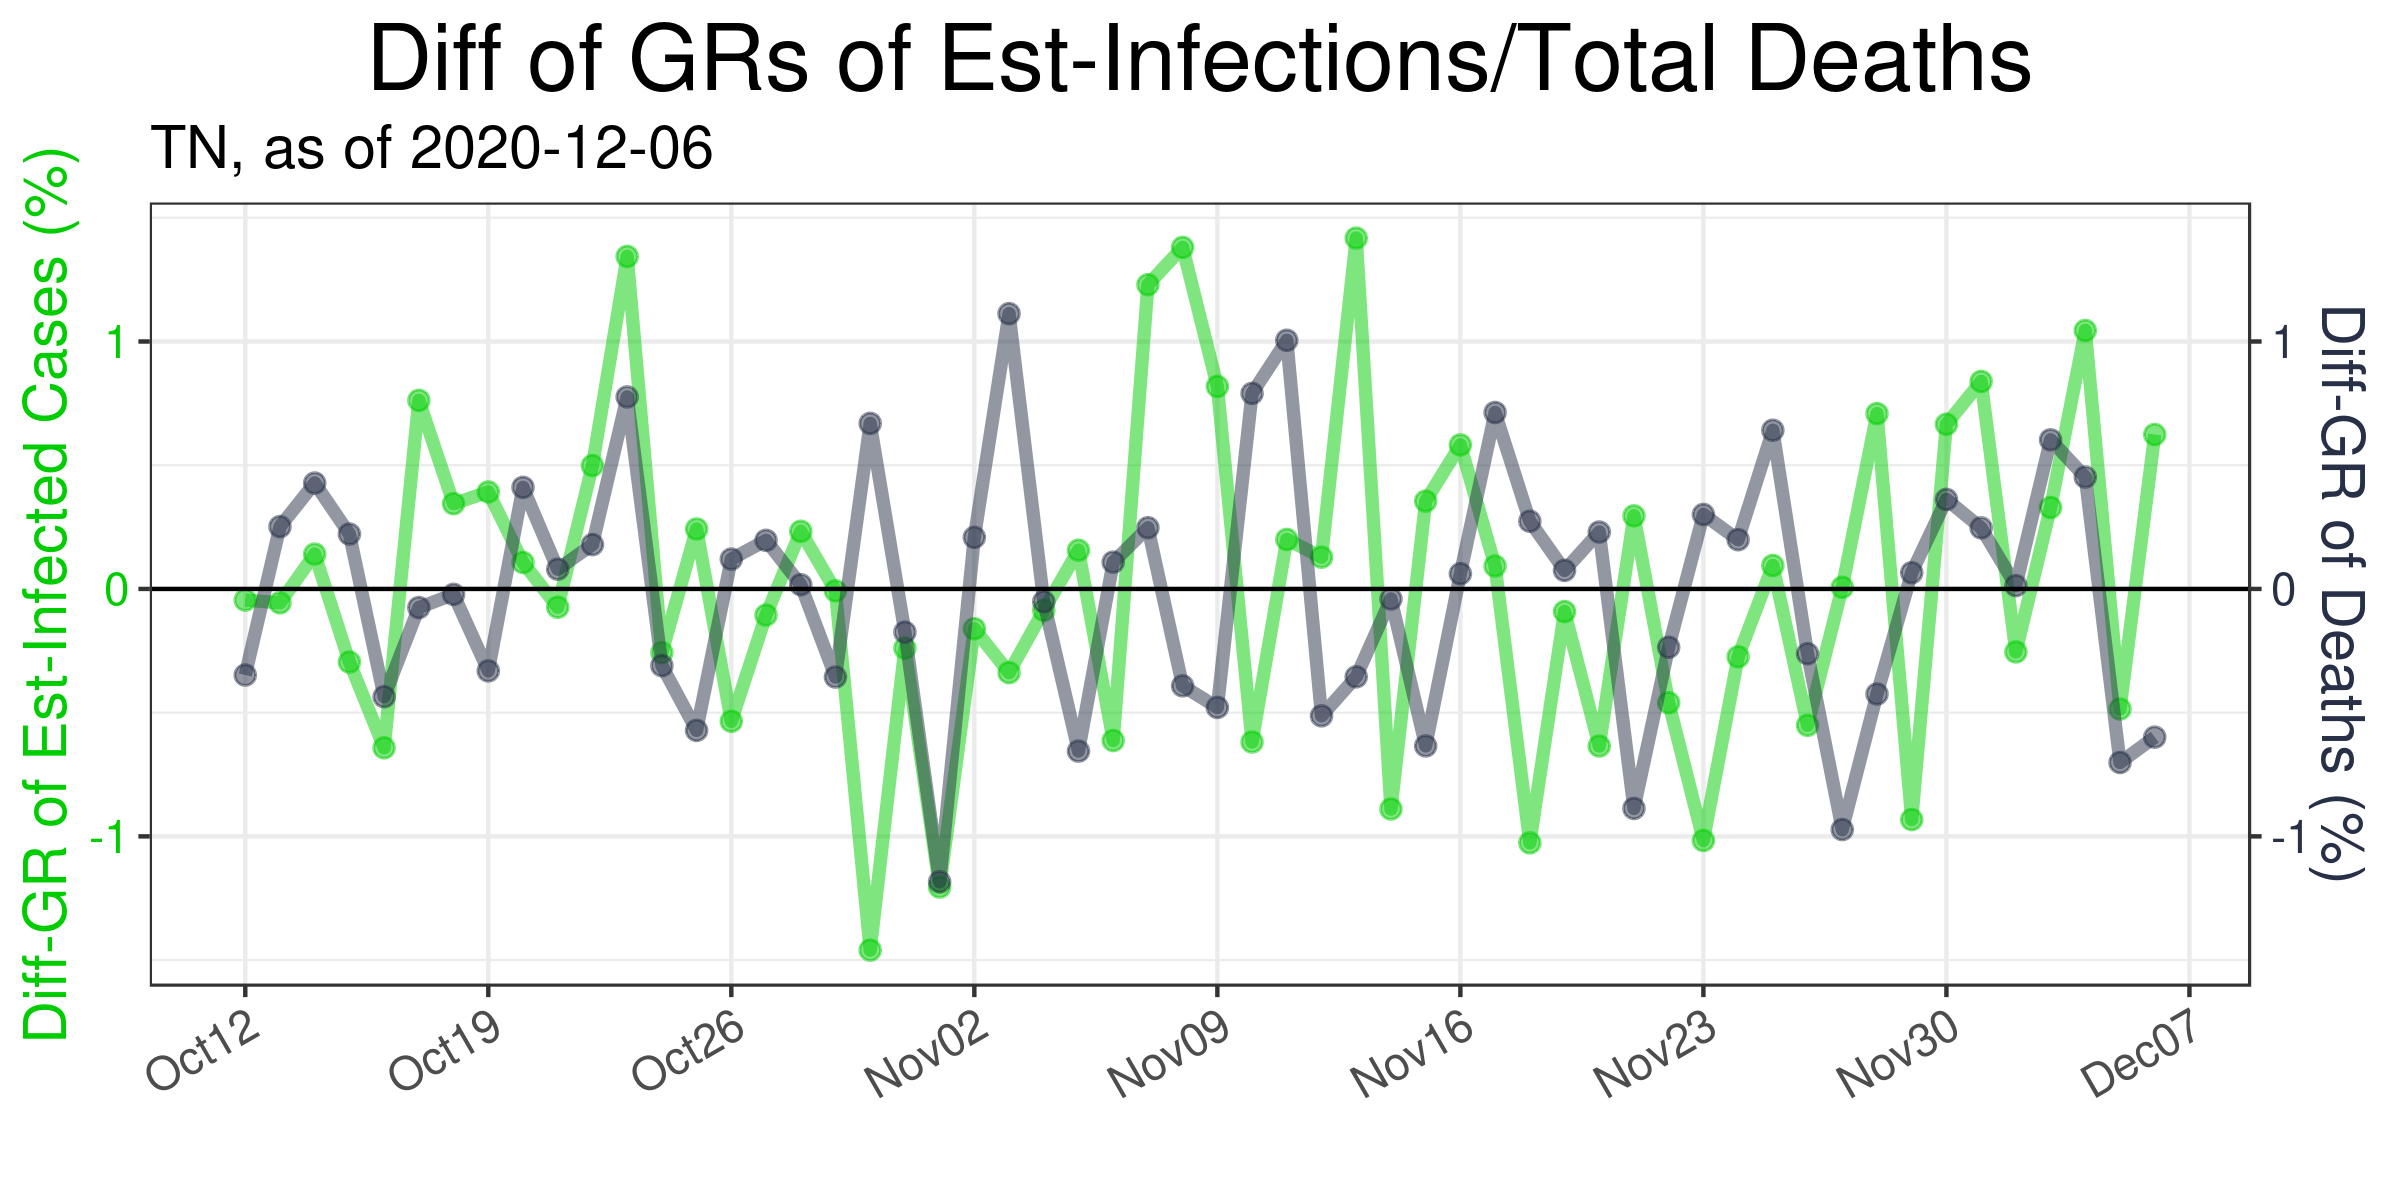 Diff of GRs of Est-Infections/Total Deaths
TN, as of 2020-12-06
Diff-GR of Est-Infected Cases (%)
1
0
-1
1
0
-1
Diff-GR of Deaths (%)
Oct12
Oct19
Oct26
Nov02
Nov09
Nov16
Nov23
Nov30
Dec07